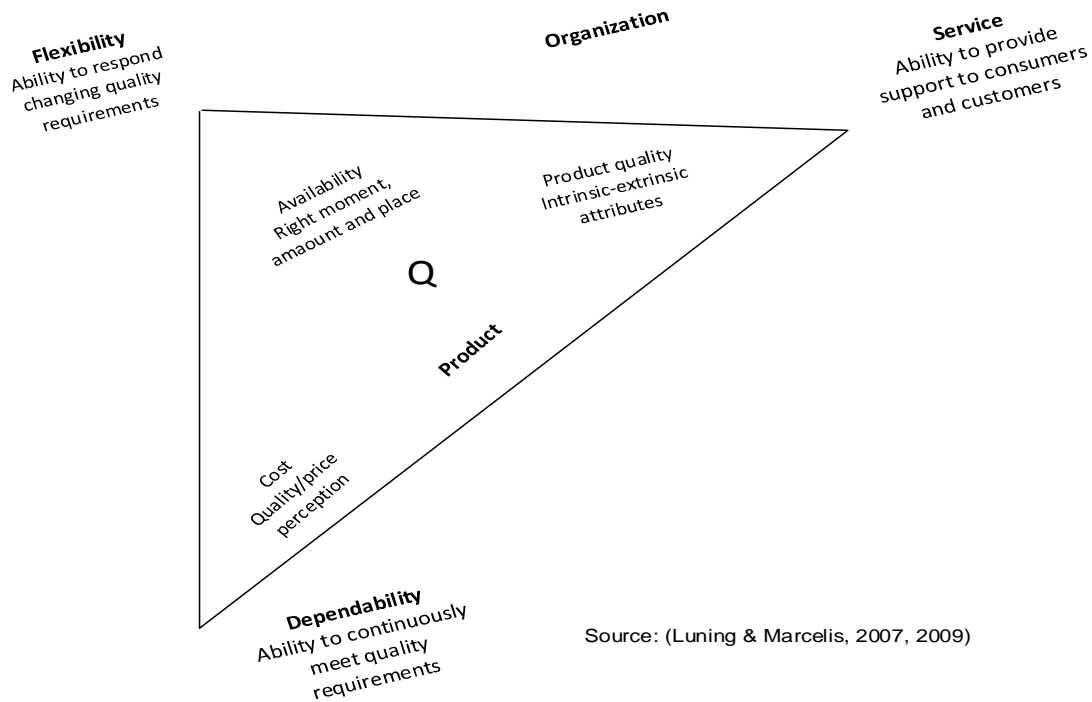 Flexibility
Ability to respond
changing quality
requirements
Organization
Service
Ability to provide
support to consumers
and customers
Availability
Right moment,
amaount and place
Product quality
Intrinsic-extrinsic
attributes
Q
Product
Cost
Quality/price
perception
Dependability
Ability to continuously
meet quality
requirements
Source: (Luning & Marcelis, 2007, 2009)